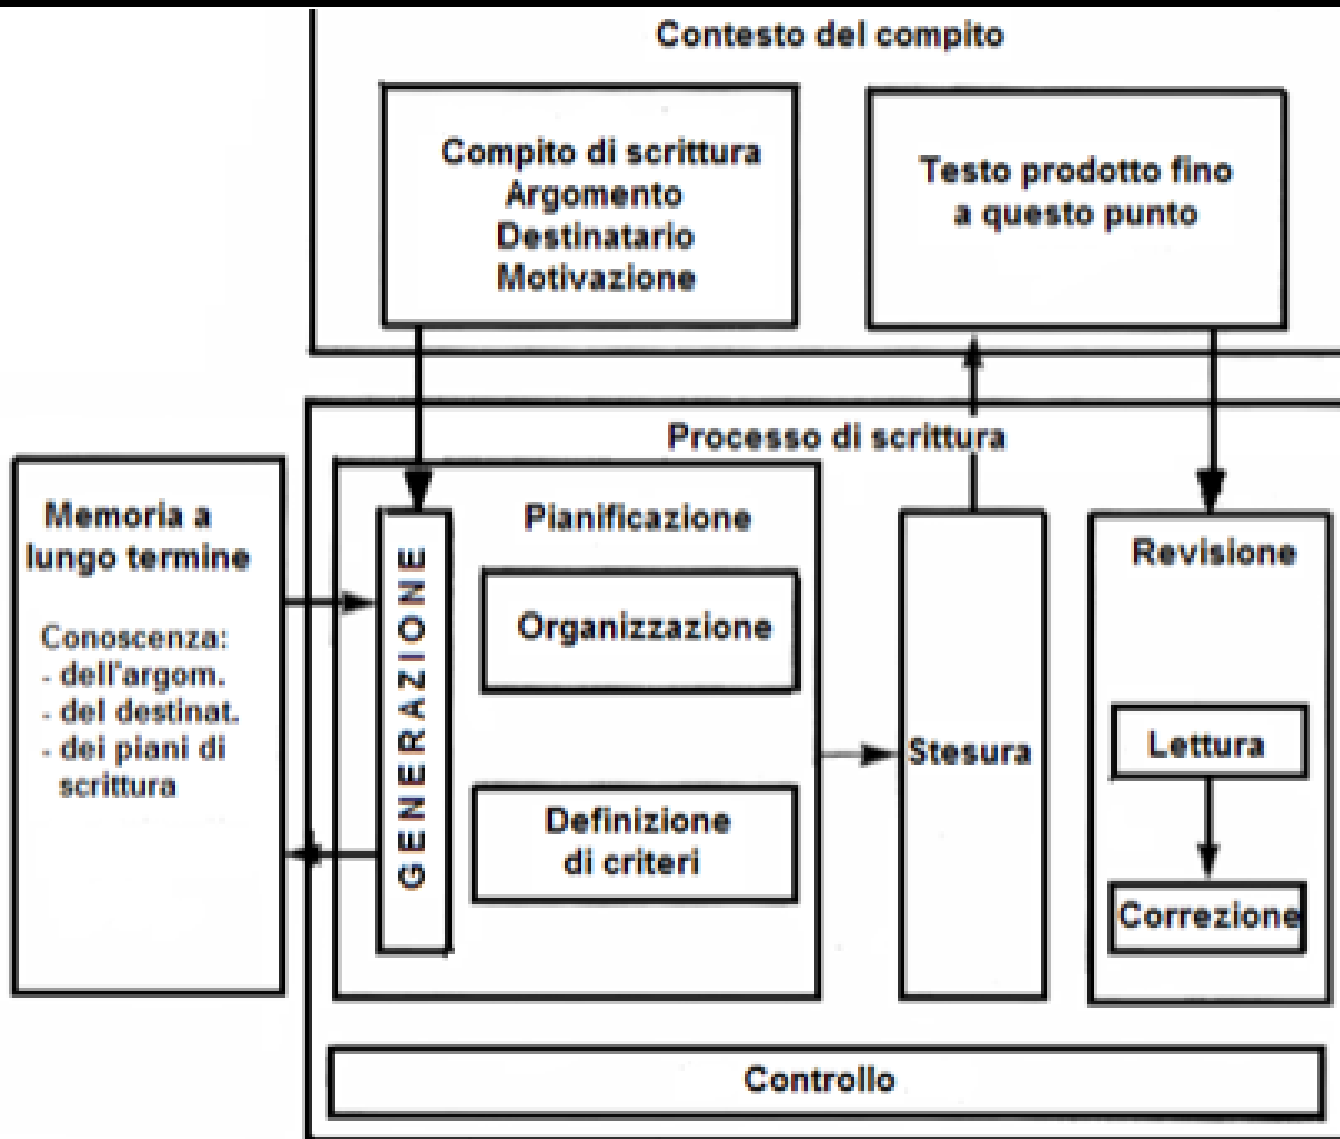 Contesto del compito
Compito di scrittura
Argomento
Destinatario
Motivazione
Testo prodotto fino
a questo punto
Processo di scrittura
Memoria a
lungo termine
Conoscenza:
- dell'argom.
- del destinat.
- dei piani di
scrittura
GENERAZIONE
Pianificazione
Organizzazione
Definizione
di criteri
Stesura
Revisione
Lettura
Correzione
Controllo